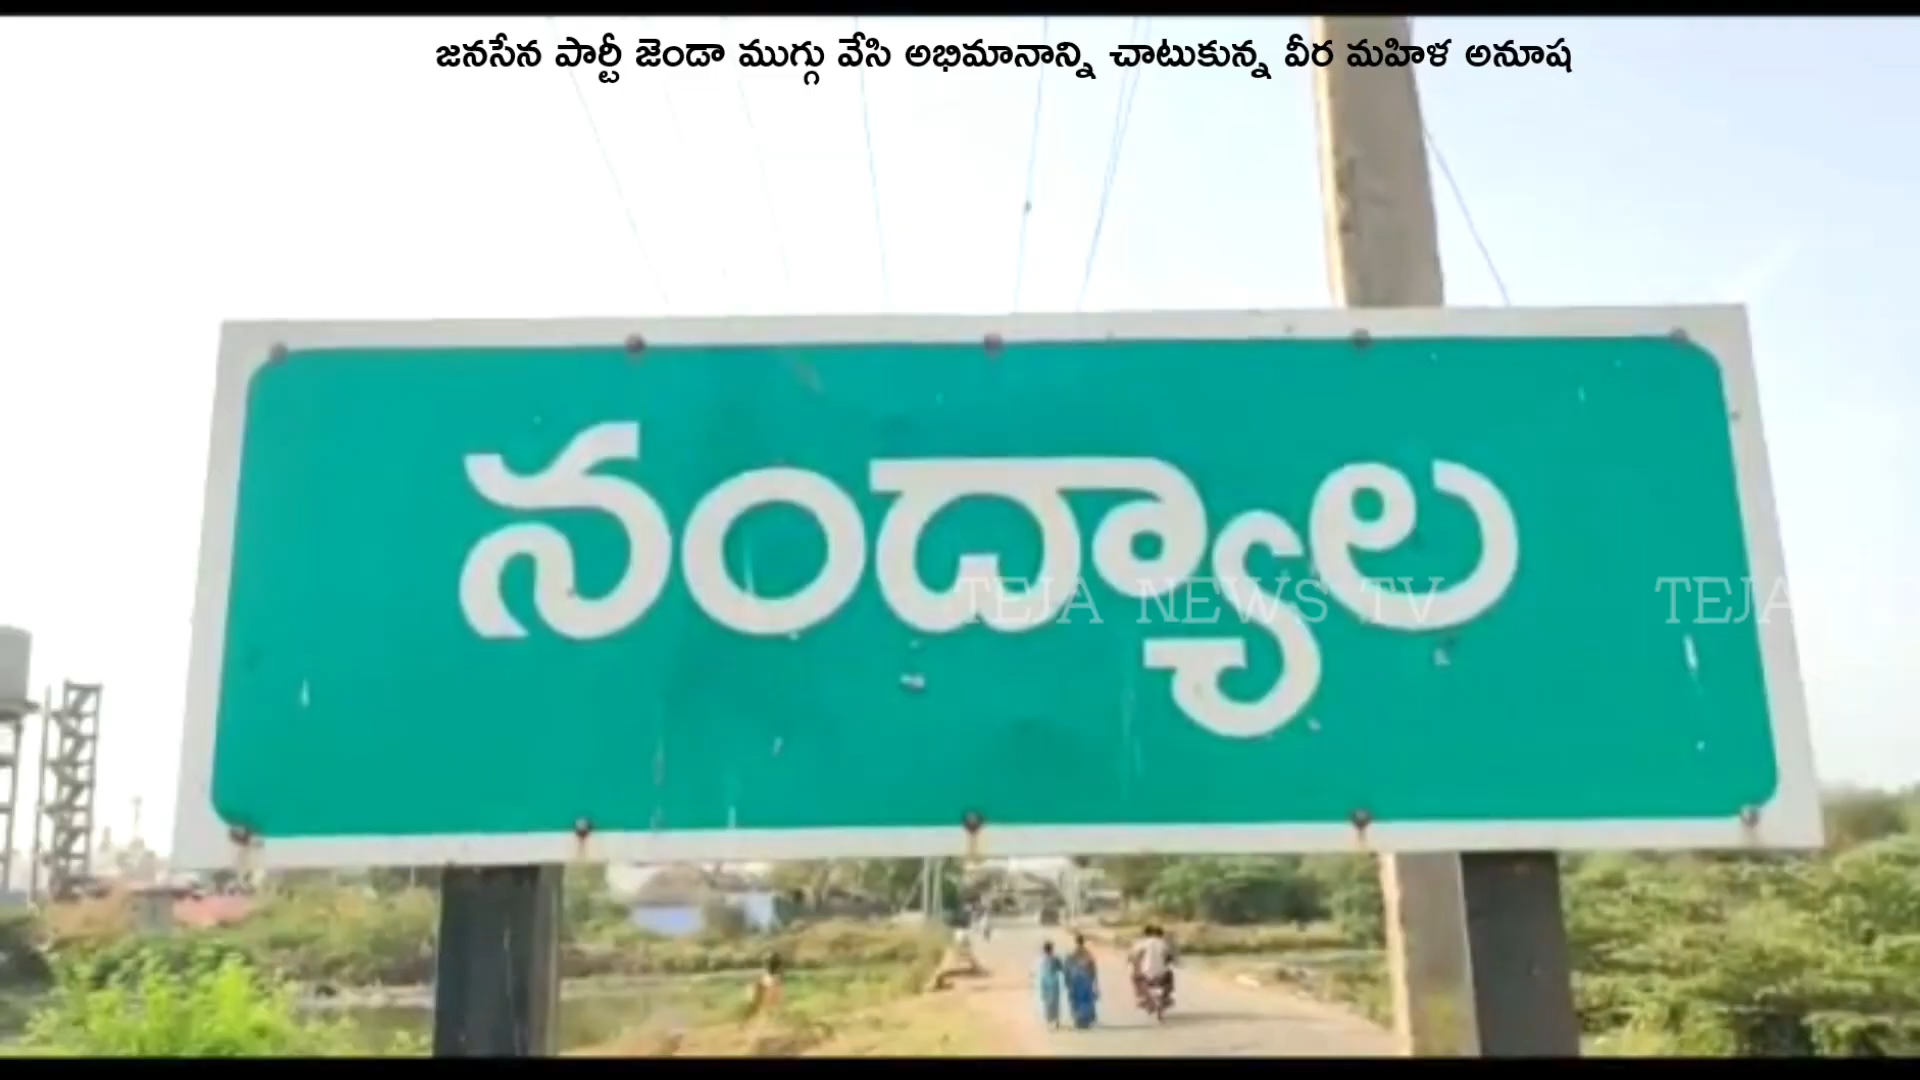 జనసేన పార్టీ జెండా ముగ్గు వేసి అభిమానాన్ని చాటుకున్న వీర మహిళ అనూష
నంద్యాల
TEJA NEWS TV
TEJA